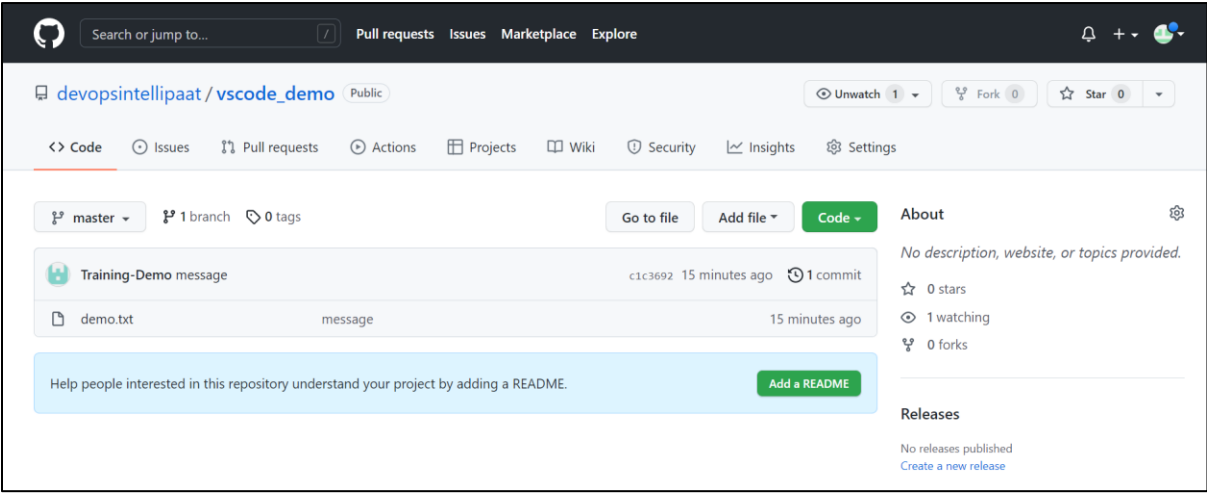 Search or jump to... / Pull requests Issues Marketplace Explore
devopsintellipaat / vscode_demo Public Unwatch 1 Fork 0 Star 0
<> Code Issues Pull requests Actions Projects Wiki Security Insights Settings
master 1 branch 0 tags Go to file Add file Code
Training-Demo message c1c3692 15 minutes ago 1 commit
demo.txt message 15 minutes ago
Help people interested in this repository understand your project by adding a README. Add a README
About
No description, website, or topics provided.
0 stars
1 watching
0 forks
Releases
No releases published
Create a new release